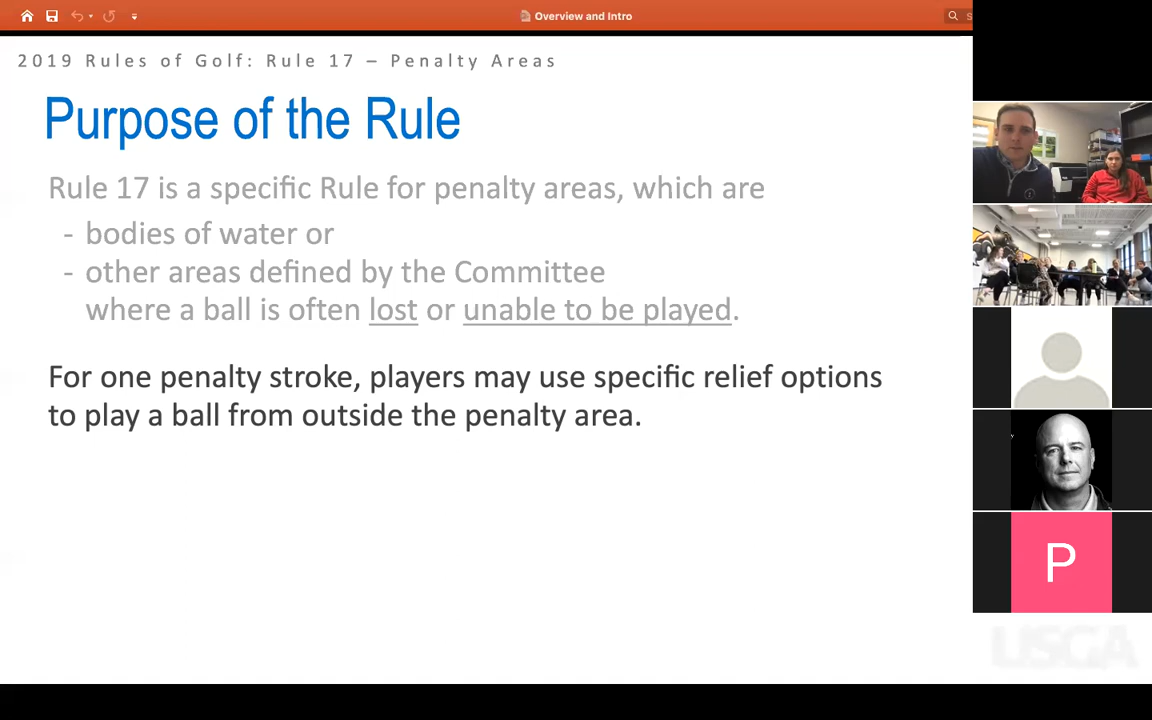 Overview and Intro
2019 Rules of Golf: Rule 17 – Penalty Areas
Purpose of the Rule
Rule 17 is a specific Rule for penalty areas, which are
- bodies of water or
- other areas defined by the Committee
where a ball is often lost or unable to be played.
For one penalty stroke, players may use specific relief options
to play a ball from outside the penalty area.
P
USGA